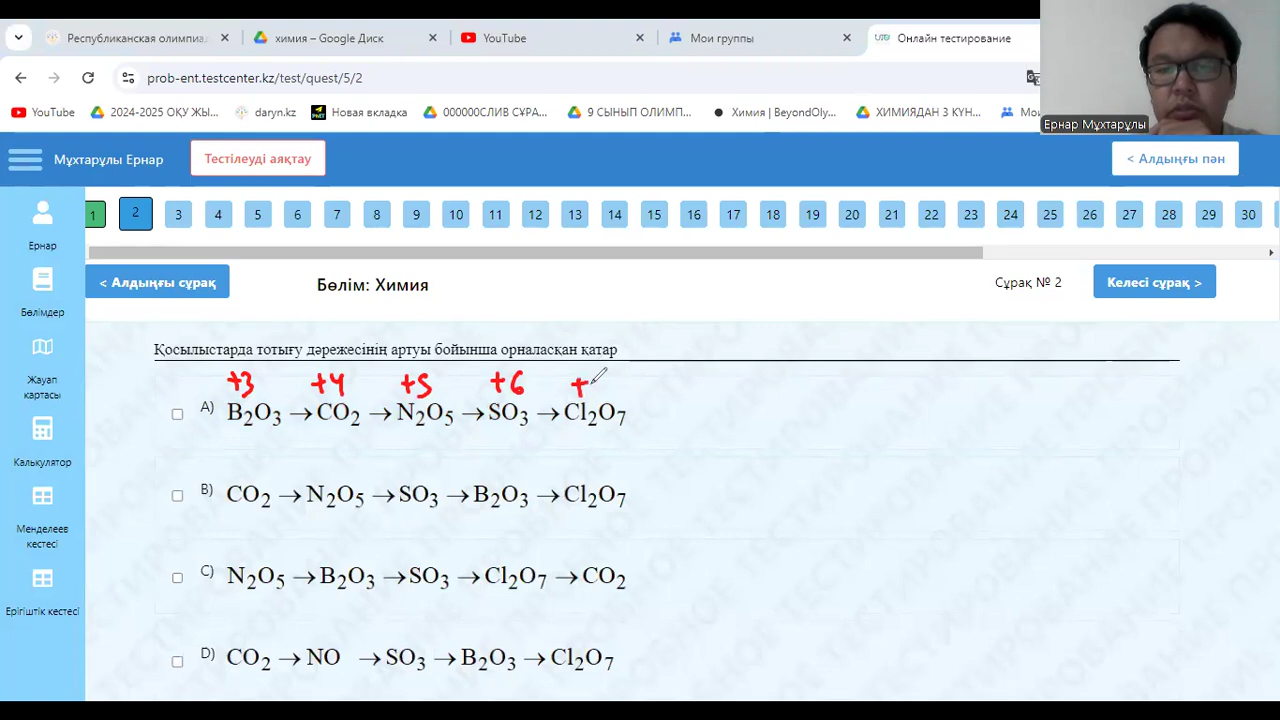 Республиканская олимпи
химия – Google Диск
YouTube
Мои группы
Онлайн тестирование
prob-ent.testcenter.kz/test/quest/5/2
YouTube
2024-2025 ОҚУ ЖЫ...
daryn.kz
Новая вкладка
000000СЛИВ СҰРА...
9 СЫНЫП ОЛИМП...
Химия | BeyondOly...
ХИМИЯДАН 3 КҮН...
Мои
Ернар Мұхтарұлы
Мұхтарұлы Ернар
Тестілеуді аяқтау
< Алдыңғы пән
1 2 3 4 5 6 7 8 9 10 11 12 13 14 15 16 17 18 19 20 21 22 23 24 25 26 27 28 29 30
Ернар
Бөлімдер
Жауап картасы
Калькулятор
Менделеев кестесі
Ерігіштік кестесі
< Алдыңғы сұрақ
Бөлім: Химия
Сұрақ № 2
Келесі сұрақ >
Қосылыстарда тотығу дәрежесінің артуы бойынша орналасқан қатар
+3 +4 +5 +6 +
A) B₂O₃ → CO₂ → N₂O₅ → SO₃ → Cl₂O₇
B) CO₂ → N₂O₅ → SO₃ → B₂O₃ → Cl₂O₇
C) N₂O₅ → B₂O₃ → SO₃ → Cl₂O₇ → CO₂
D) CO₂ → NO → SO₃ → B₂O₃ → Cl₂O₇